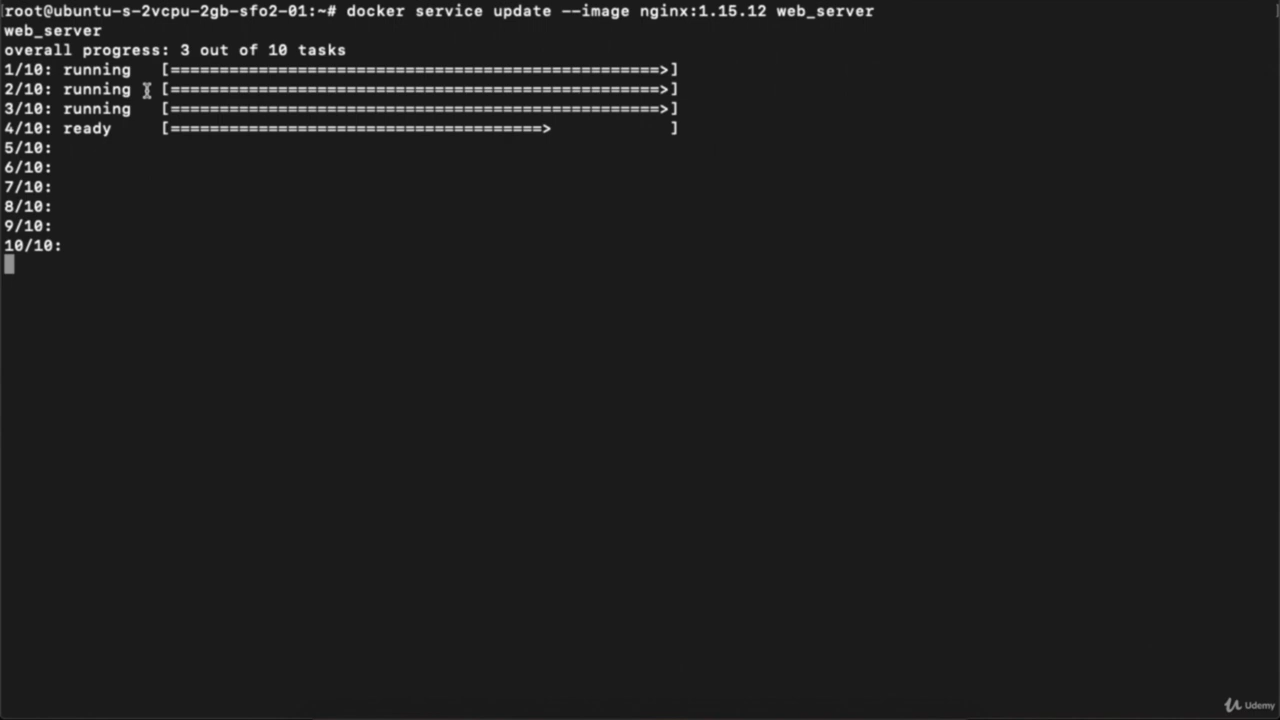 root@ubuntu-s-2vcpu-2gb-sfo2-01:~# docker service update --image nginx:1.15.12 web_server
web_server
overall progress: 3 out of 10 tasks
1/10: running   [==================================================>]
2/10: running   [==================================================>]
3/10: running   [==================================================>]
4/10: ready     [======================================>            ]
5/10:
6/10:
7/10:
8/10:
9/10:
10/10:
Udemy